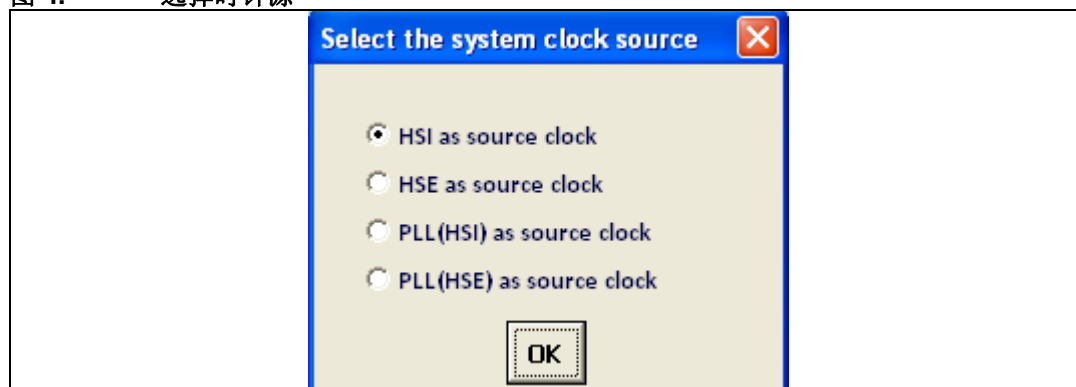 Select the system clock source
HSI as source clock
HSE as source clock
PLL(HSI) as source clock
PLL(HSE) as source clock
OK